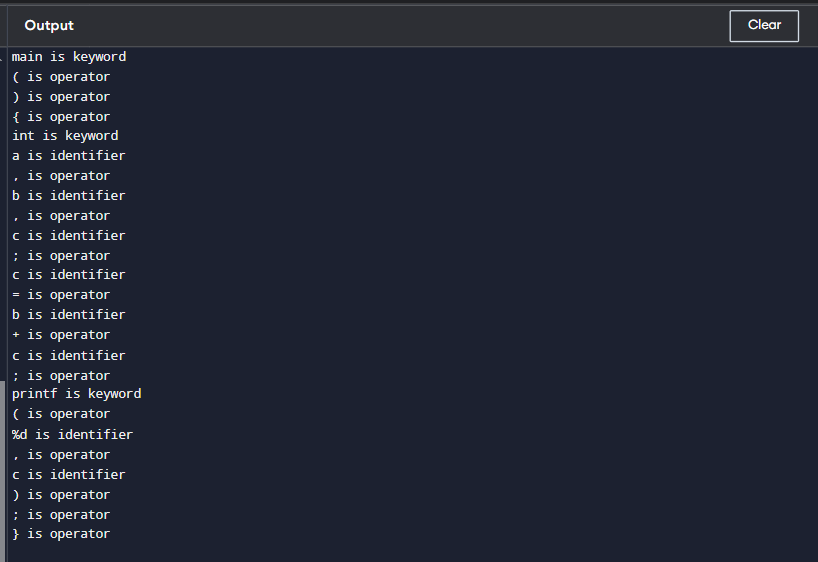 Output
Clear
main is keyword
( is operator
) is operator
{ is operator
int is keyword
a is identifier
, is operator
b is identifier
, is operator
c is identifier
; is operator
c is identifier
= is operator
b is identifier
+ is operator
c is identifier
; is operator
printf is keyword
( is operator
%d is identifier
, is operator
c is identifier
) is operator
; is operator
} is operator